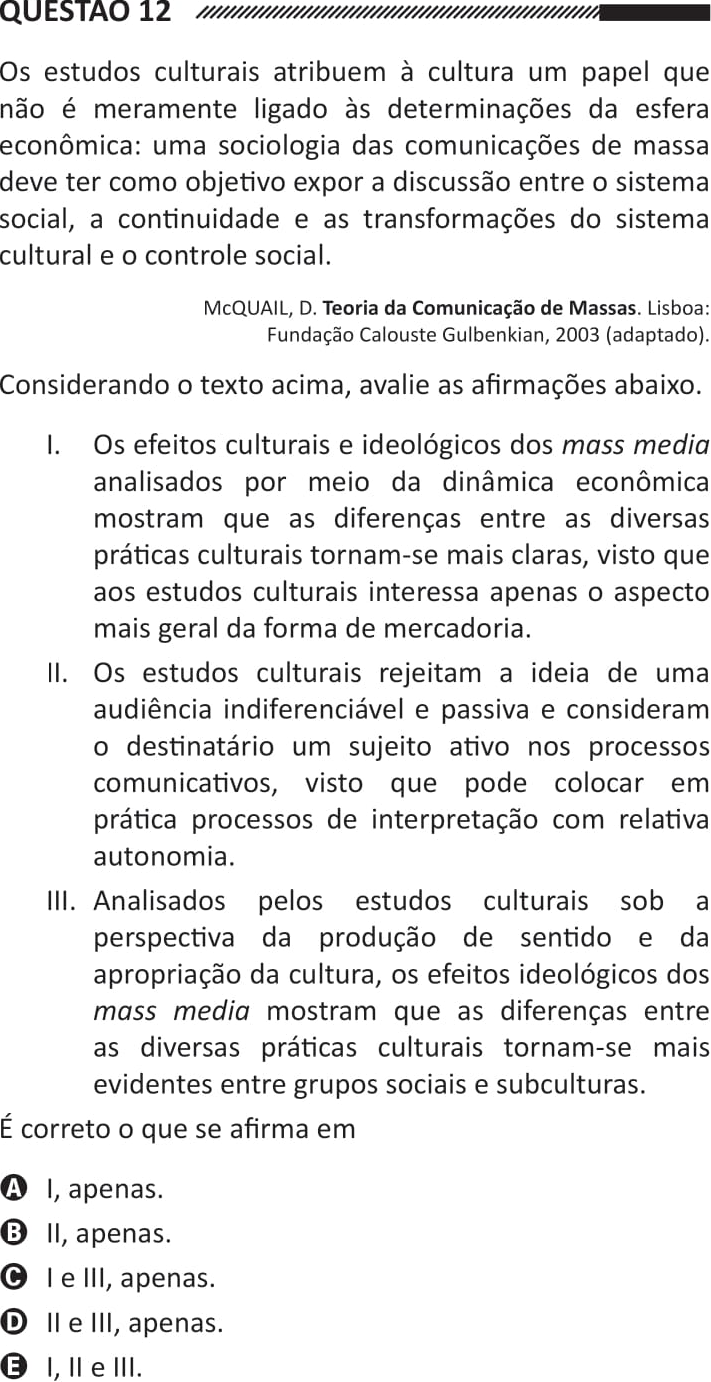 QUESTÃO 12
Os estudos culturais atribuem à cultura um papel que
não é meramente ligado às determinações da esfera
econômica: uma sociologia das comunicações de massa
deve ter como objetivo expor a discussão entre o sistema
social, a continuidade e as transformações do sistema
cultural e o controle social.
McQUAIL, D. Teoria da Comunicação de Massas. Lisboa:
Fundação Calouste Gulbenkian, 2003 (adaptado).
Considerando o texto acima, avalie as afirmações abaixo.
I. Os efeitos culturais e ideológicos dos mass media
analisados por meio da dinâmica econômica
mostram que as diferenças entre as diversas
práticas culturais tornam-se mais claras, visto que
aos estudos culturais interessa apenas o aspecto
mais geral da forma de mercadoria.
II. Os estudos culturais rejeitam a ideia de uma
audiência indiferenciável e passiva e consideram
o destinatário um sujeito ativo nos processos
comunicativos, visto que pode colocar em
prática processos de interpretação com relativa
autonomia.
III. Analisados pelos estudos culturais sob a
perspectiva da produção de sentido e da
apropriação da cultura, os efeitos ideológicos dos
mass media mostram que as diferenças entre
as diversas práticas culturais tornam-se mais
evidentes entre grupos sociais e subculturas.
É correto o que se afirma em
A I, apenas.
B II, apenas.
C I e III, apenas.
D II e III, apenas.
E I, II e III.